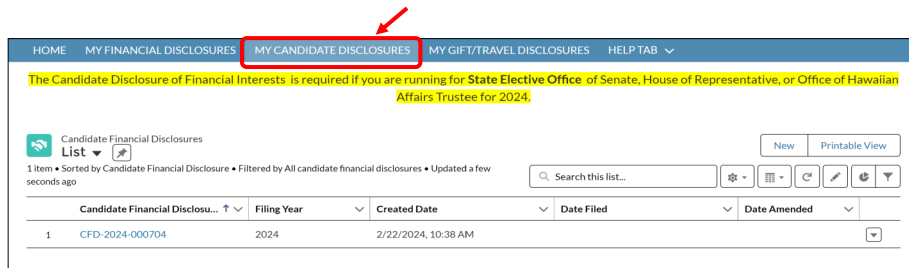 HOME MY FINANCIAL DISCLOSURES MY CANDIDATE DISCLOSURES MY GIFT/TRAVEL DISCLOSURES HELP TAB
The Candidate Disclosure of Financial Interests is required if you are running for State Elective Office of Senate, House of Representative, or Office of Hawaiian
Affairs Trustee for 2024.
Candidate Financial Disclosures
List
New Printable View
1 item • Sorted by Candidate Financial Disclosure • Filtered by All candidate financial disclosures • Updated a few
seconds ago
Search this list...
Candidate Financial Disclosu... ↑ Filing Year Created Date Date Filed Date Amended
1 CFD-2024-000704 2024 2/22/2024, 10:38 AM